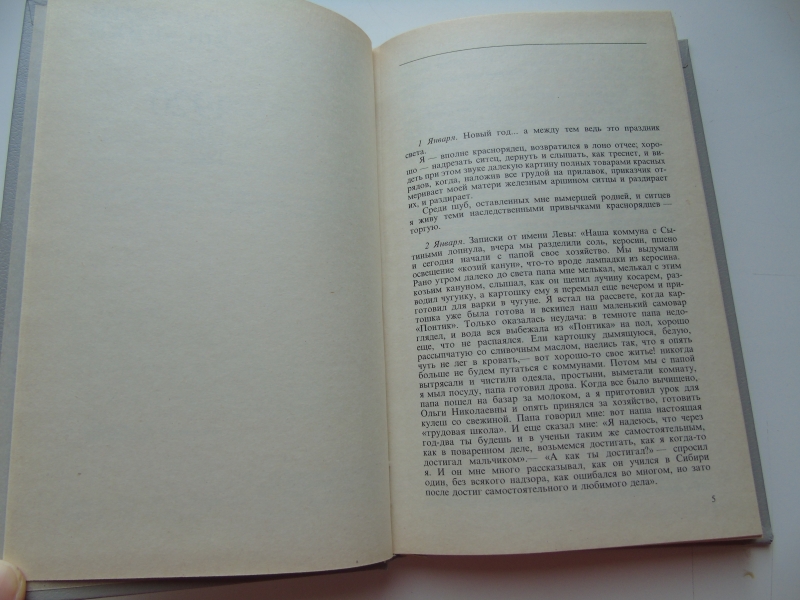 1 Января. Новый год... а между тем ведь это праздник
света.
Я — вполне краснорядец, возвратился в лоно отчее; хоро-
шо — надрезать ситец, дернуть и слышать, как треснет, и ви-
деть при этом звуке далекую картину полных товарами красных
рядов, когда, наложив все грудой на прилавок, приказчик от-
меривает моей матери железным аршином ситцы и раздирает
их, и раздирает.
Среди шуб, оставленных мне вымершей родней, и ситцев
я живу теми наследственными привычками краснорядцев —
торгую.
2 Января. Записки от имени Левы: «Наша коммуна с Сы-
тиными лопнула, вчера мы разделили соль, керосин, пшено
и сегодня начали с папой свое хозяйство. Мы выдумали
освещение «козий канун», что-то вроде лампадки из керосина.
Рано утром далеко до света папа мне мелькал, мелькал с этим
козьим кануном, слышал, как он щепил лучину косарем, раз-
водил чугунку, а картошку ему я перемыл еще вечером и при-
готовил для варки в чугуне. Я встал на рассвете, когда кар-
тошка уже была готова и вскипел наш маленький самовар
«Понтик». Только оказалась неудача: в темноте папа недо-
глядел, и вода вся выбежала из «Понтика» на пол, хорошо
еще, что не распаялся. Ели картошку дымящуюся, белую,
рассыпчатую со сливочным маслом, наелись так, что я опять
чуть не лег в кровать,— вот хорошо-то свое житье! никогда
больше не будем путаться с коммунами. Потом мы с папой
вытрясали и чистили одеяла, простыни, выметали комнату,
я мыл посуду, папа готовил дрова. Когда все было вычищено,
папа пошел на базар за молоком, а я приготовил урок для
Ольги Николаевны и опять принялся за хозяйство, готовить
кулеш со свежиной. Папа говорил мне: вот наша настоящая
«трудовая школа». И еще сказал мне: «Я надеюсь, что через
год-два ты будешь и в ученьи таким же самостоятельным,
как в поваренном деле, возьмемся достигать, как я когда-то
достигал мальчиком».— «А как ты достигал?» — спросил
я. И он мне много рассказывал, как он учился в Сибири
один, без всякого надзора, как ошибался во многом, но зато
после достиг самостоятельного и любимого дела».
5